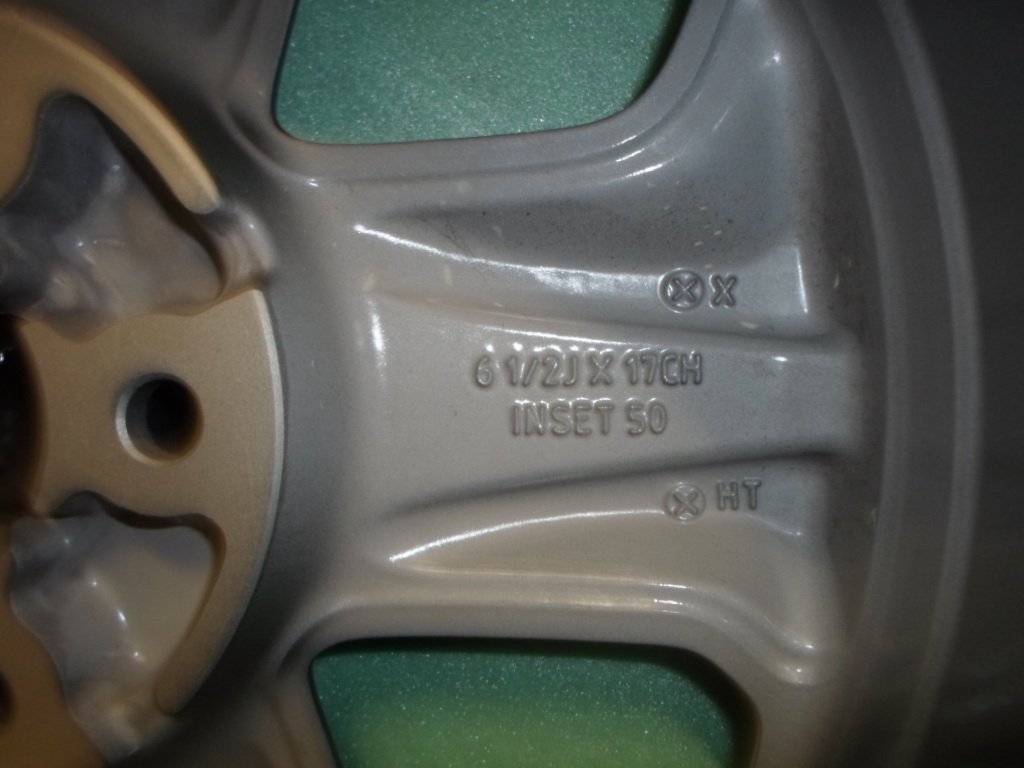 ⓧ X
6 1/2J X 17CH
INSET 50
ⓧ HT